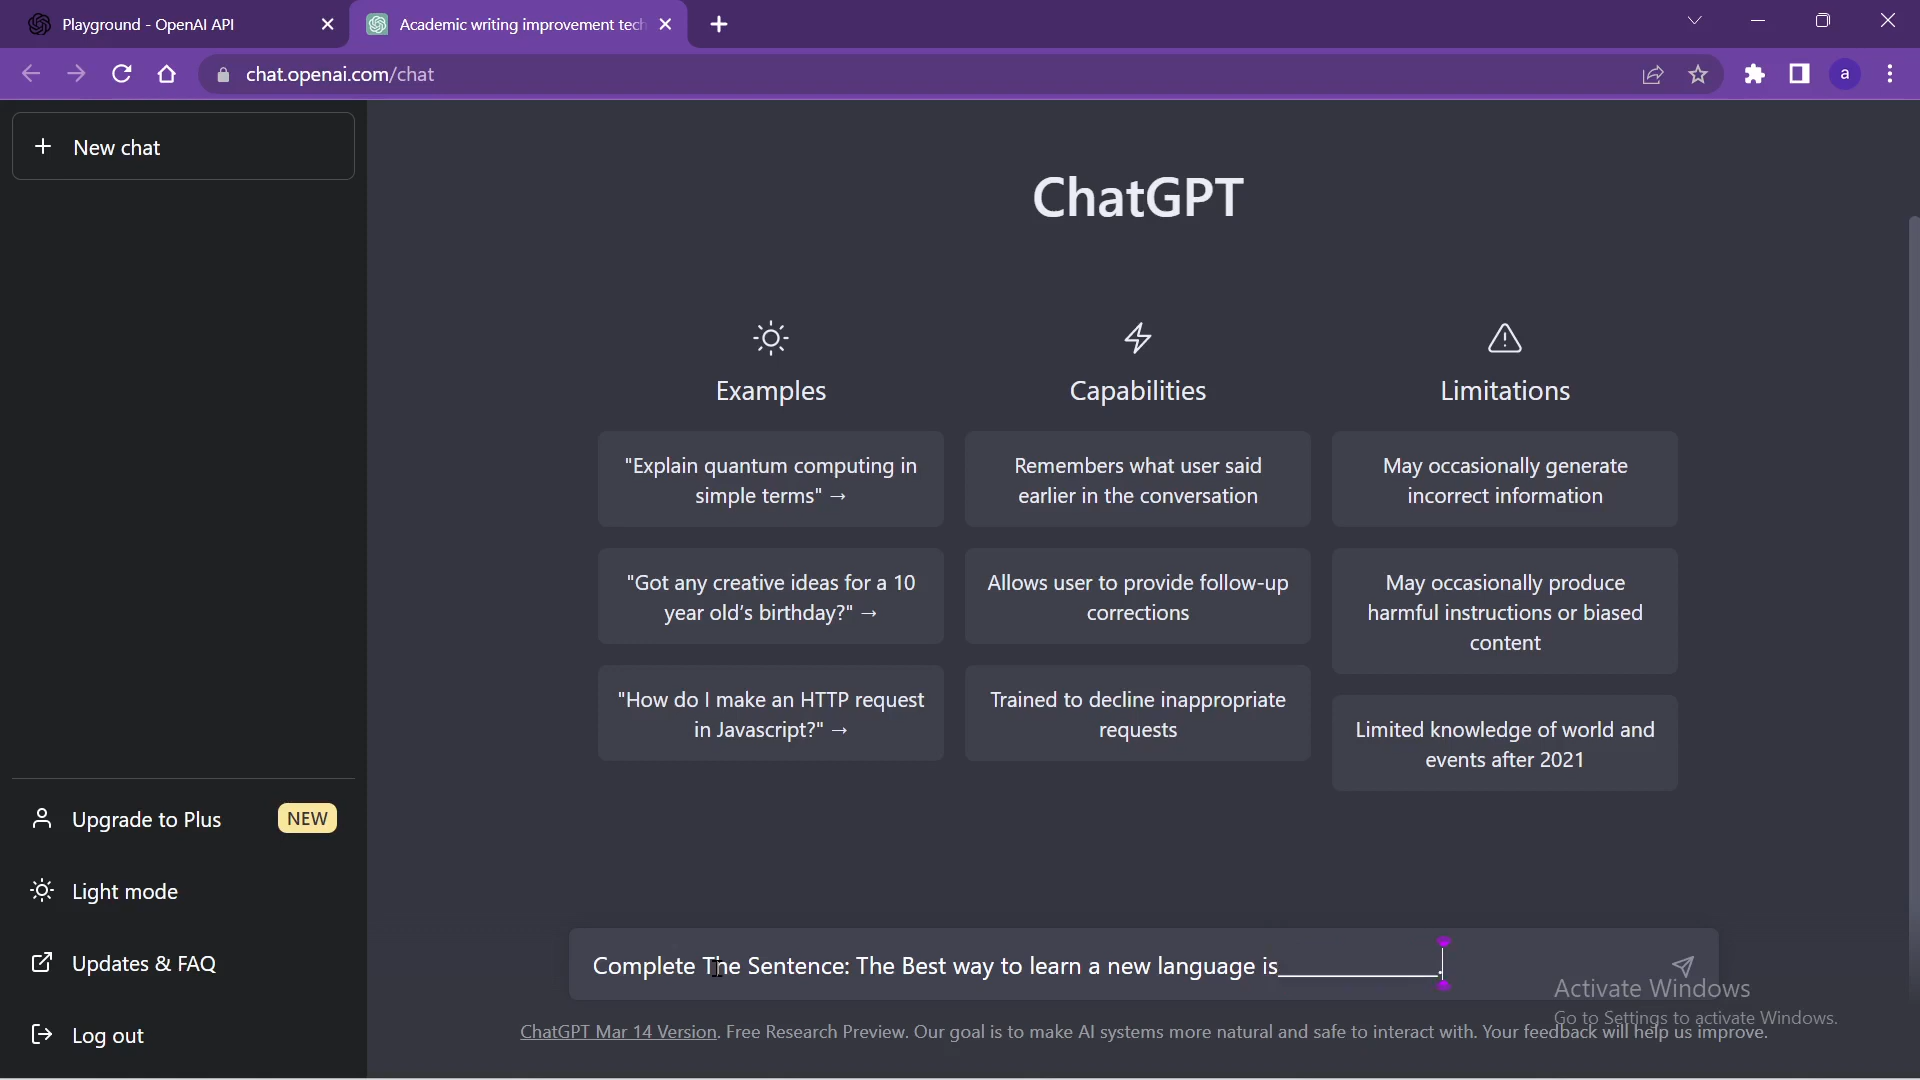 Playground - OpenAI API
Academic writing improvement tech
chat.openai.com/chat
a
New chat
ChatGPT
Examples
Capabilities
Limitations
"Explain quantum computing in
simple terms" →
Remembers what user said
earlier in the conversation
May occasionally generate
incorrect information
"Got any creative ideas for a 10
year old's birthday?" →
Allows user to provide follow-up
corrections
May occasionally produce
harmful instructions or biased
content
"How do I make an HTTP request
in Javascript?" →
Trained to decline inappropriate
requests
Limited knowledge of world and
events after 2021
Upgrade to Plus
NEW
Light mode
Updates & FAQ
Log out
Complete The Sentence: The Best way to learn a new language is______________.
Activate Windows
Go to Settings to activate Windows.
ChatGPT Mar 14 Version. Free Research Preview. Our goal is to make AI systems more natural and safe to interact with. Your feedback will help us improve.